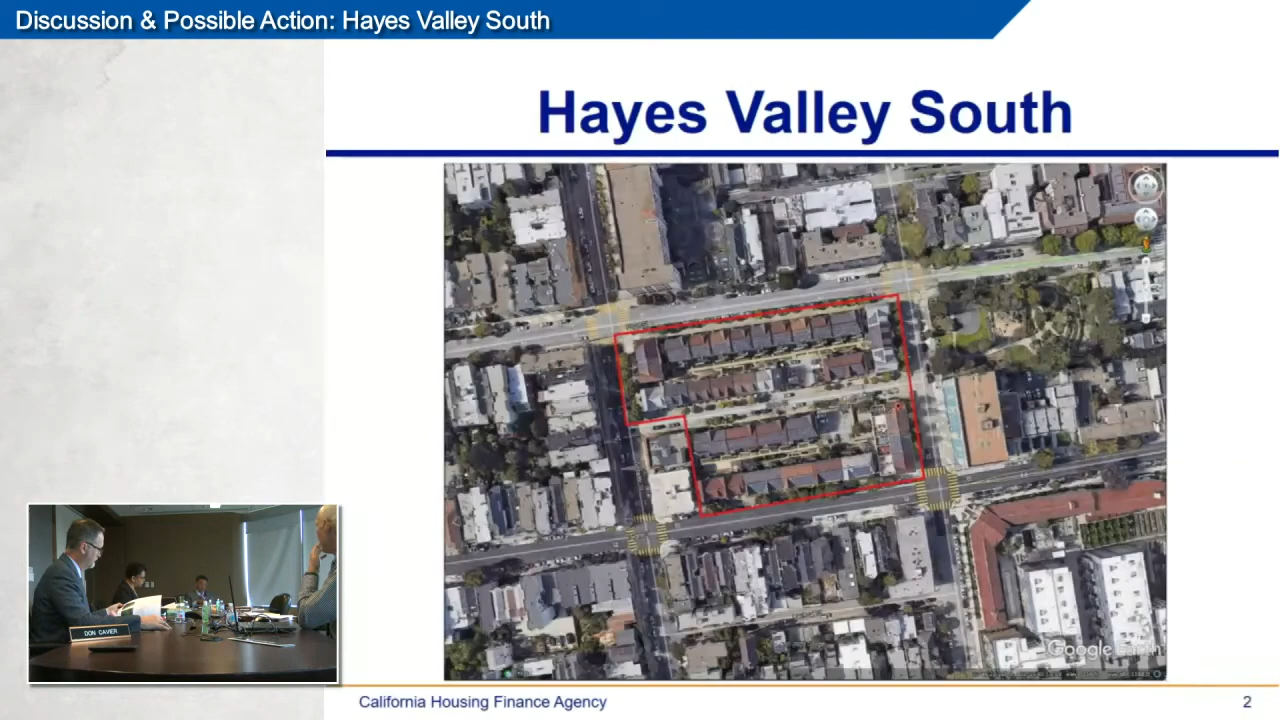 Discussion & Possible Action: Hayes Valley South
Hayes Valley South
Google Earth
DON CAVIER
California Housing Finance Agency
2